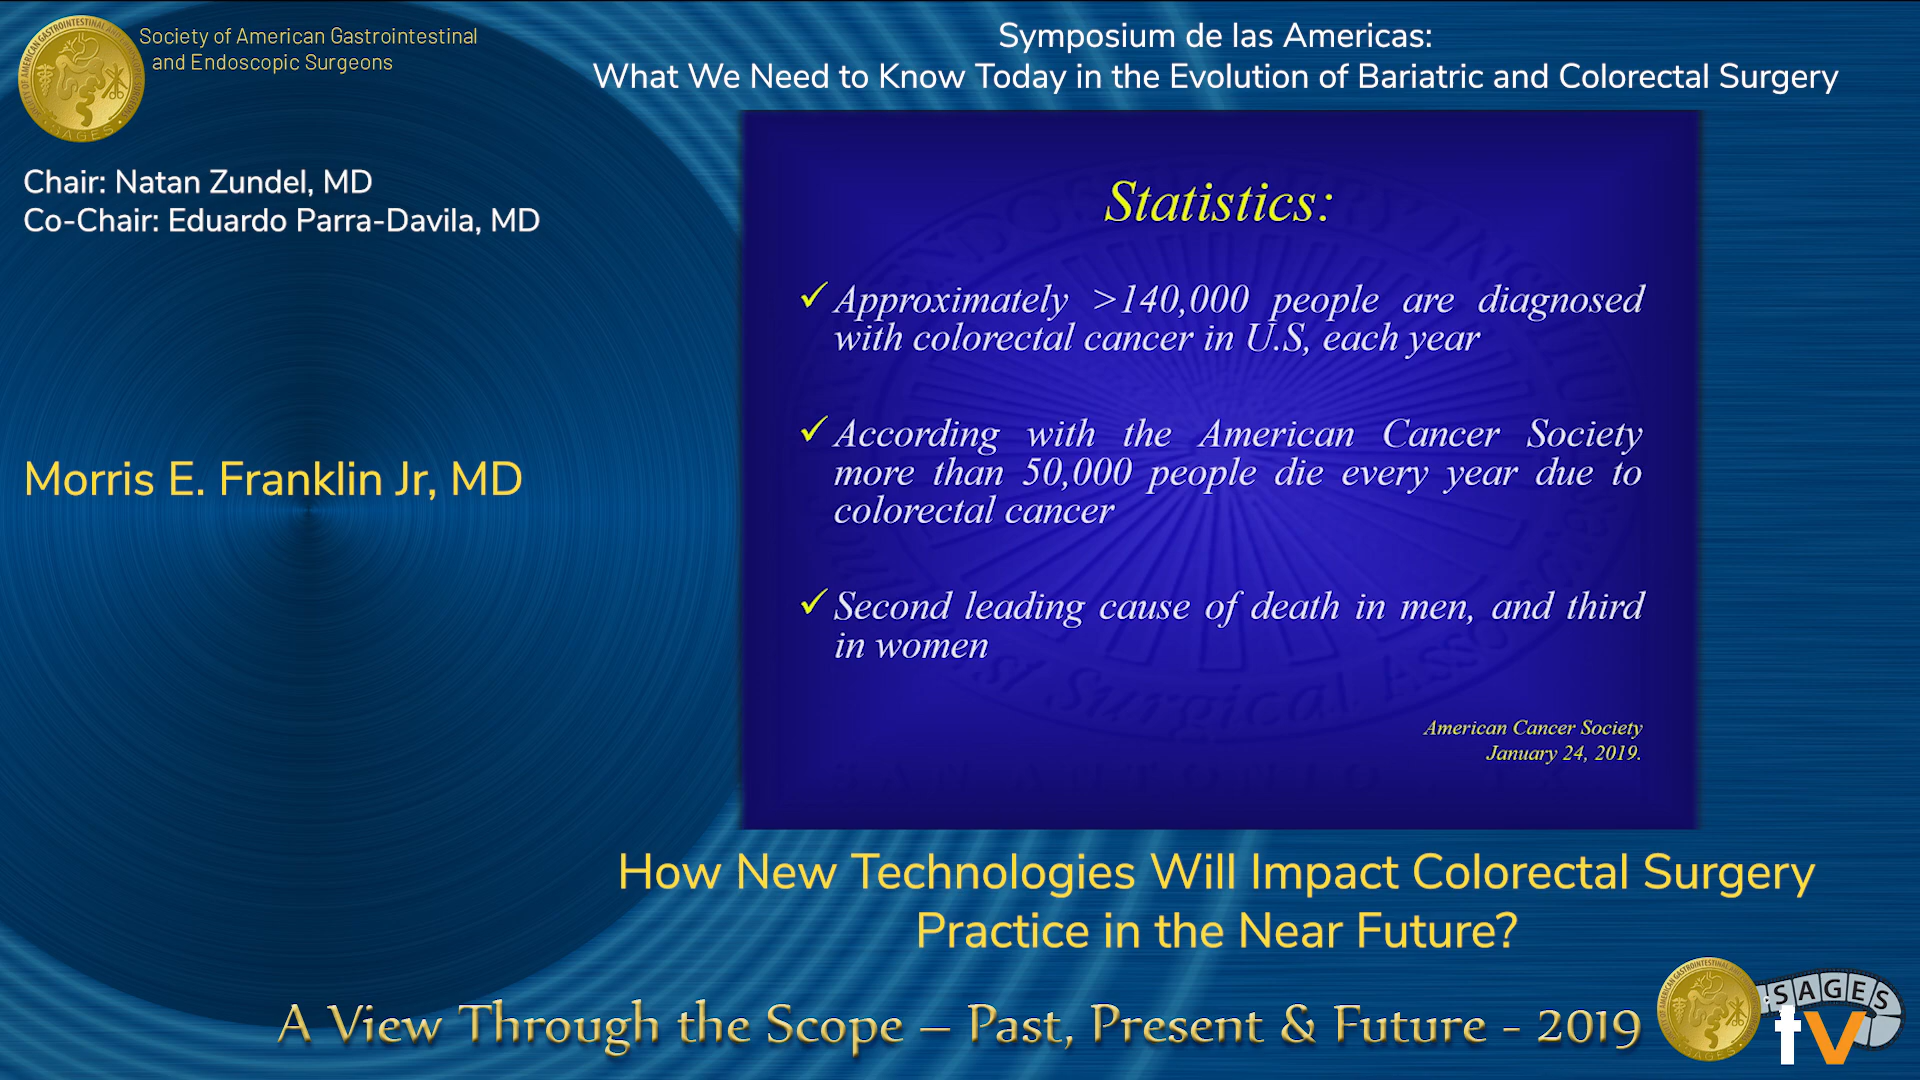 Society of American Gastrointestinal
and Endoscopic Surgeons
Symposium de las Americas:
What We Need to Know Today in the Evolution of Bariatric and Colorectal Surgery
Chair: Natan Zundel, MD
Co-Chair: Eduardo Parra-Davila, MD
Morris E. Franklin Jr, MD
Statistics:
✓ Approximately >140,000 people are diagnosed
with colorectal cancer in U.S, each year
✓ According with the American Cancer Society
more than 50,000 people die every year due to
colorectal cancer
✓ Second leading cause of death in men, and third
in women
American Cancer Society
January 24, 2019.
How New Technologies Will Impact Colorectal Surgery
Practice in the Near Future?
A View Through the Scope – Past, Present & Future - 2019
SAGES
tv